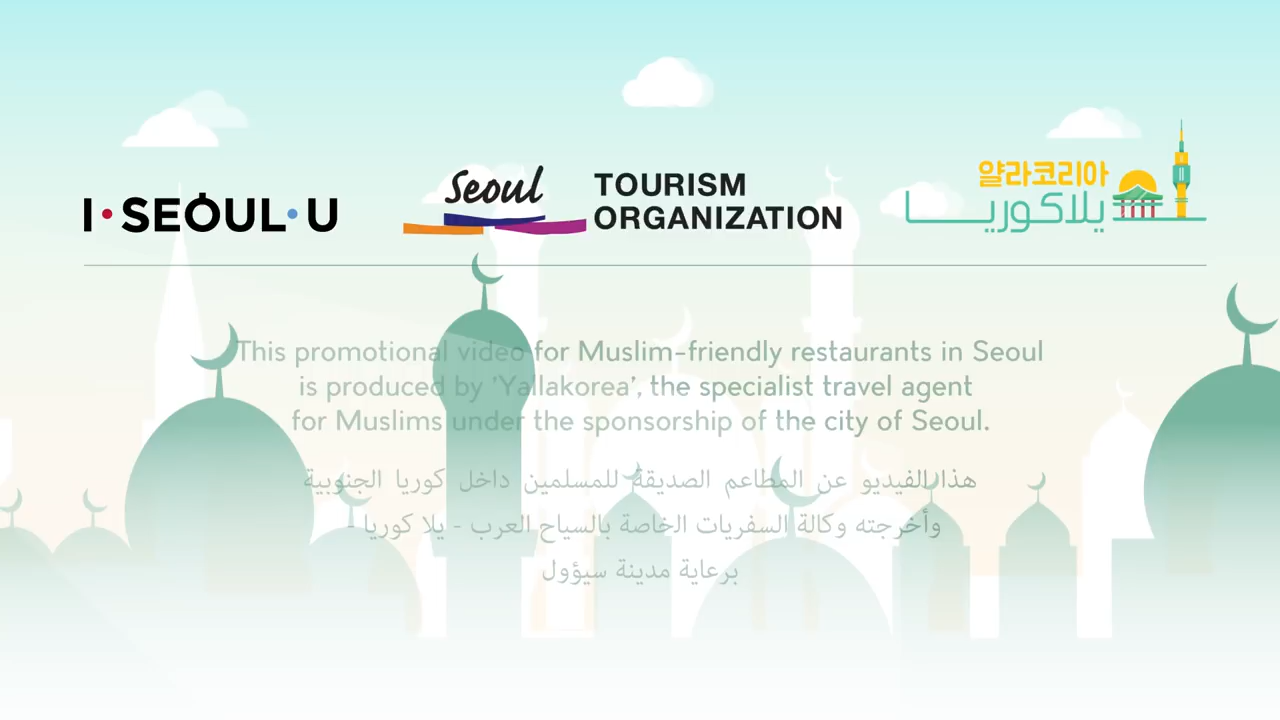 I·SEOUL·U
Seoul
TOURISM
ORGANIZATION
얄라코리아
يلاكوريا
This promotional video for Muslim-friendly restaurants in Seoul
is produced by 'Yallakorea', the specialist travel agent
for Muslims under the sponsorship of the city of Seoul.
هذا الفيديو عن المطاعم الصديقة للمسلمين داخل كوريا الجنوبية
وأخرجته وكالة السفريات الخاصة بالسياح العرب - يلا كوريا -
برعاية مدينة سيؤول